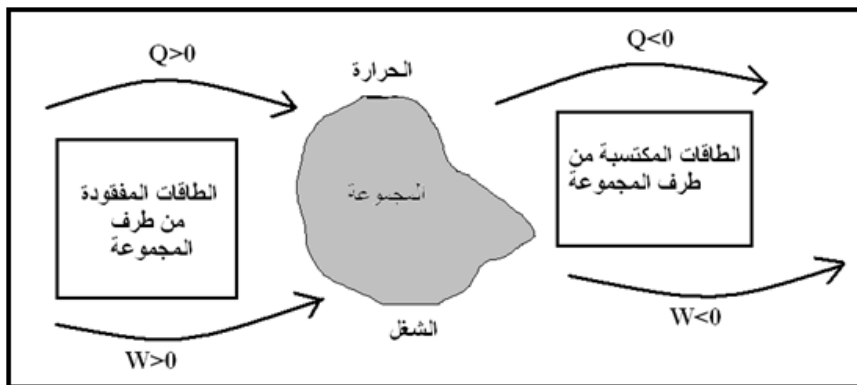 Q>0
Q<0
الحرارة
الطاقات المكتسبة من
طرف المجموعة
الطاقات المفقودة
من طرف
المجموعة
المجموعة
الشغل
W>0
W<0